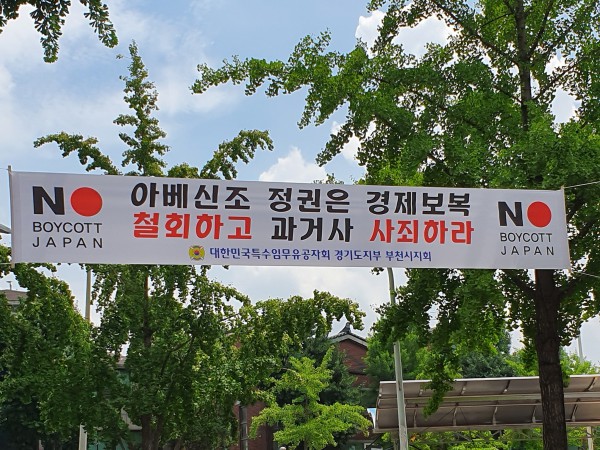 NO
BOYCOTT
JAPAN
아베신조 정권은 경제보복
철회하고 과거사 사죄하라
대한민국특수임무유공자회 경기도지부 부천시지회
NO
BOYCOTT
JAPAN